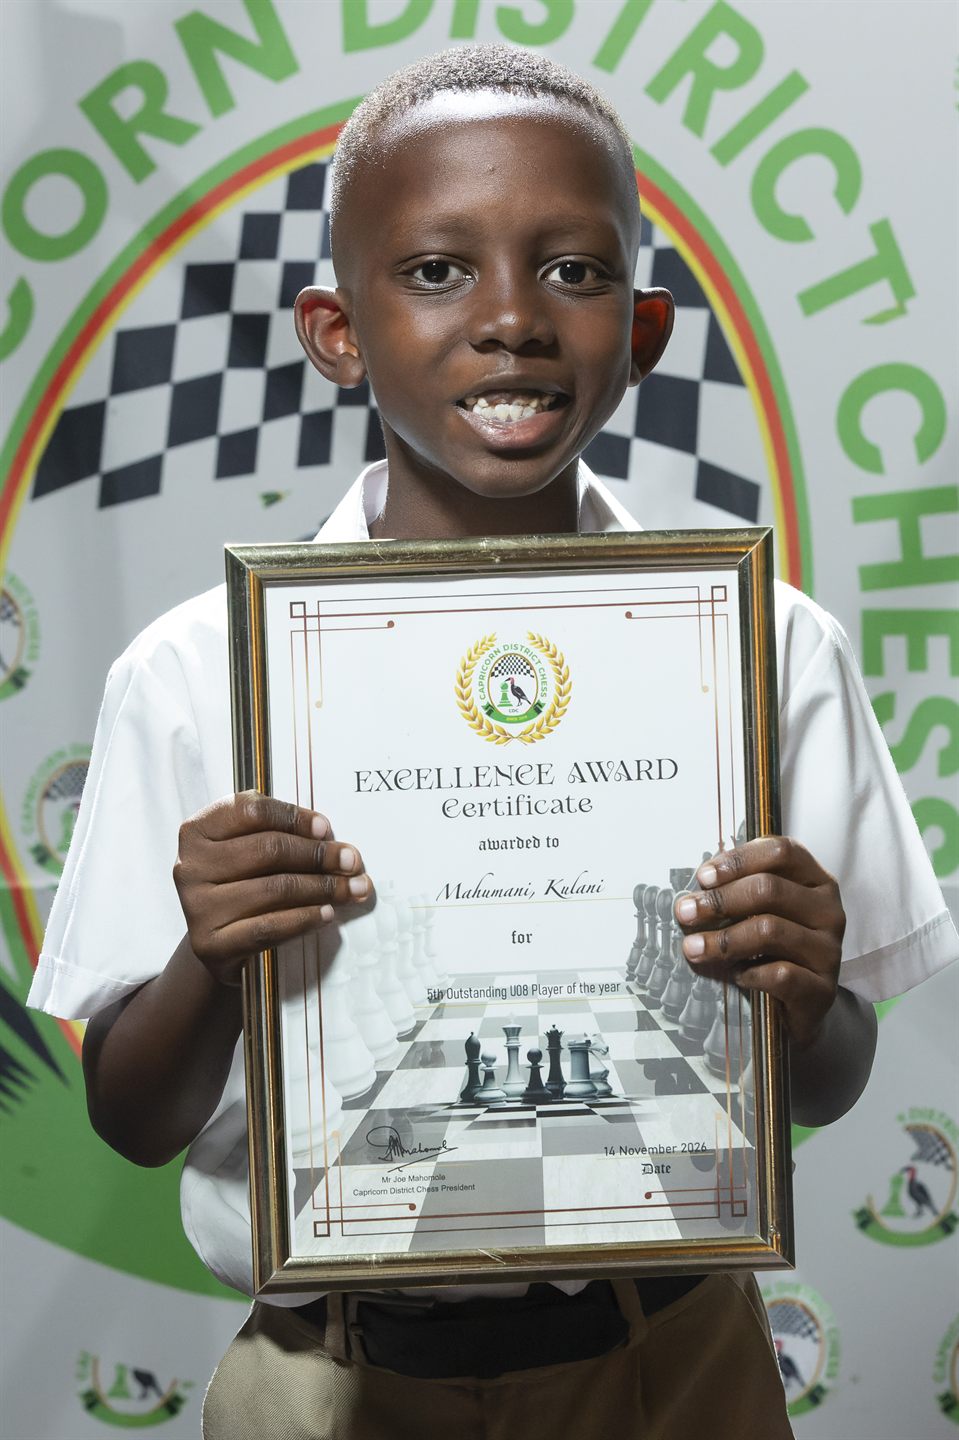 CORN DISTRICT CHESS
CAPRICORN DISTRICT CHESS
CDC
EXCELLENCE AWARD
Certificate
awarded to
Mahumani, Kulani
for
5th Outstanding U08 Player of the year
14 November 2026
Date
Mr Joe Mahomole
Capricorn District Chess President